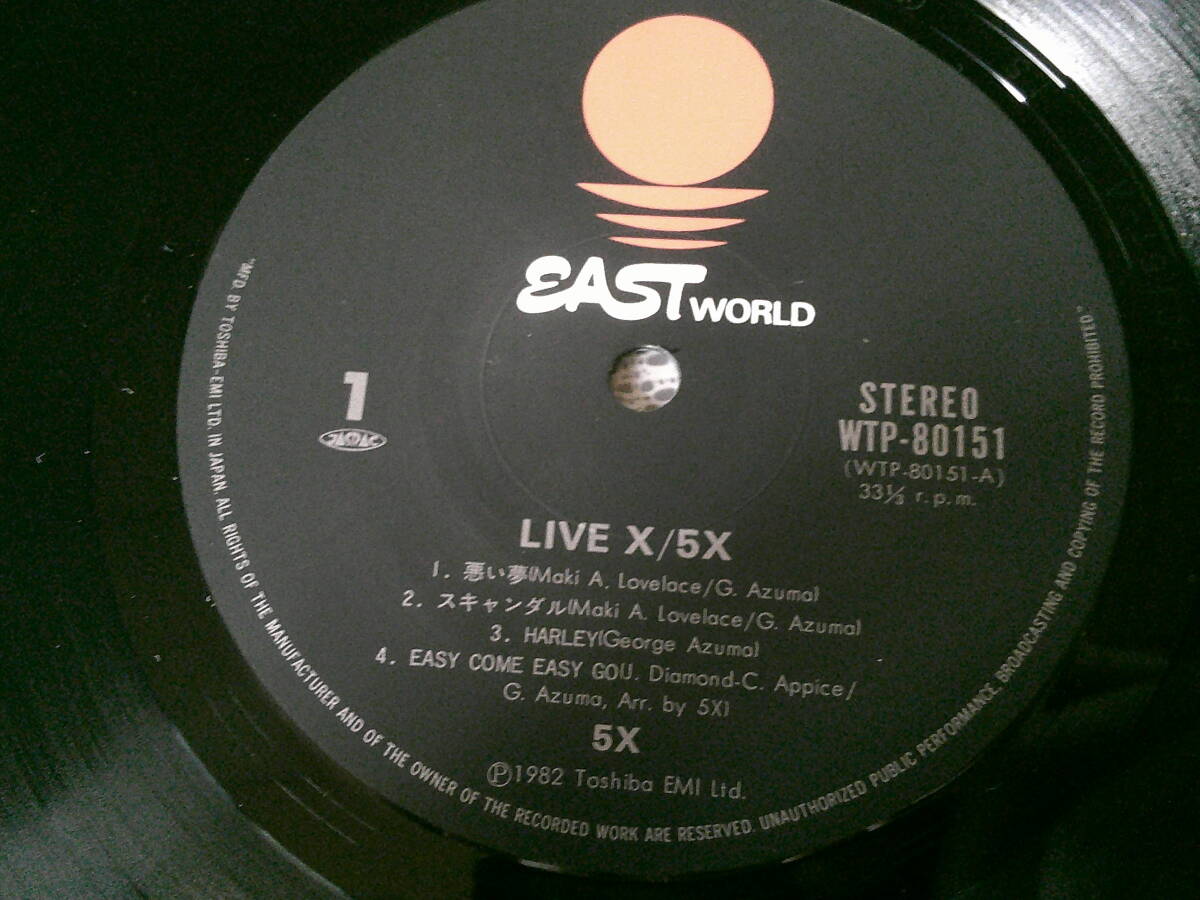 EAST WORLD
1
JASRAC
STEREO
WTP-80151
(WTP-80151-A)
33⅓ r.p.m.
LIVE X/5X
1. 悪い夢(Maki A. Lovelace/G. Azuma)
2. スキャンダル(Maki A. Lovelace/G. Azuma)
3. HARLEY(George Azuma)
4. EASY COME EASY GO(J. Diamond-C. Appice/
G. Azuma, Arr. by 5X)
5X
Ⓟ1982 Toshiba EMI Ltd.
"MFD. BY TOSHIBA-EMI LTD. IN JAPAN. ALL RIGHTS OF THE MANUFACTURER AND OF THE OWNER OF THE RECORDED WORK ARE RESERVED. UNAUTHORIZED PUBLIC PERFORMANCE, BROADCASTING AND COPYING OF THE RECORD PROHIBITED."